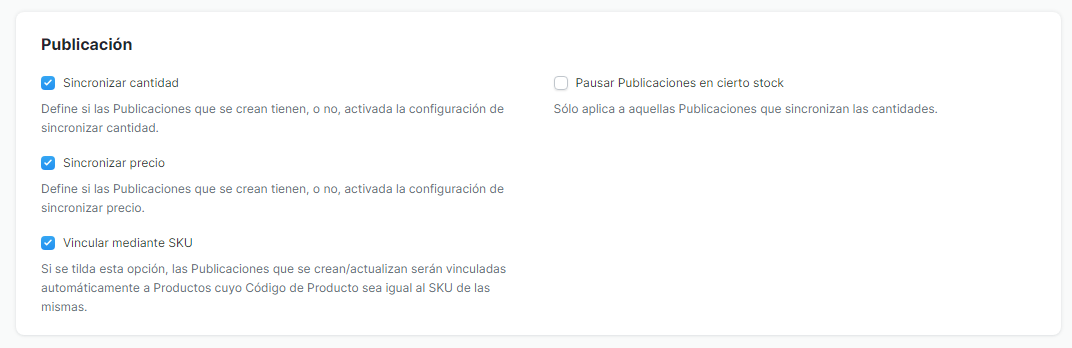 Publicación
Sincronizar cantidad
Define si las Publicaciones que se crean tienen, o no, activada la configuración de
sincronizar cantidad.
Sincronizar precio
Define si las Publicaciones que se crean tienen, o no, activada la configuración de
sincronizar precio.
Vincular mediante SKU
Si se tilda esta opción, las Publicaciones que se crean/actualizan serán vinculadas
automáticamente a Productos cuyo Código de Producto sea igual al SKU de las
mismas.
Pausar Publicaciones en cierto stock
Sólo aplica a aquellas Publicaciones que sincronizan las cantidades.